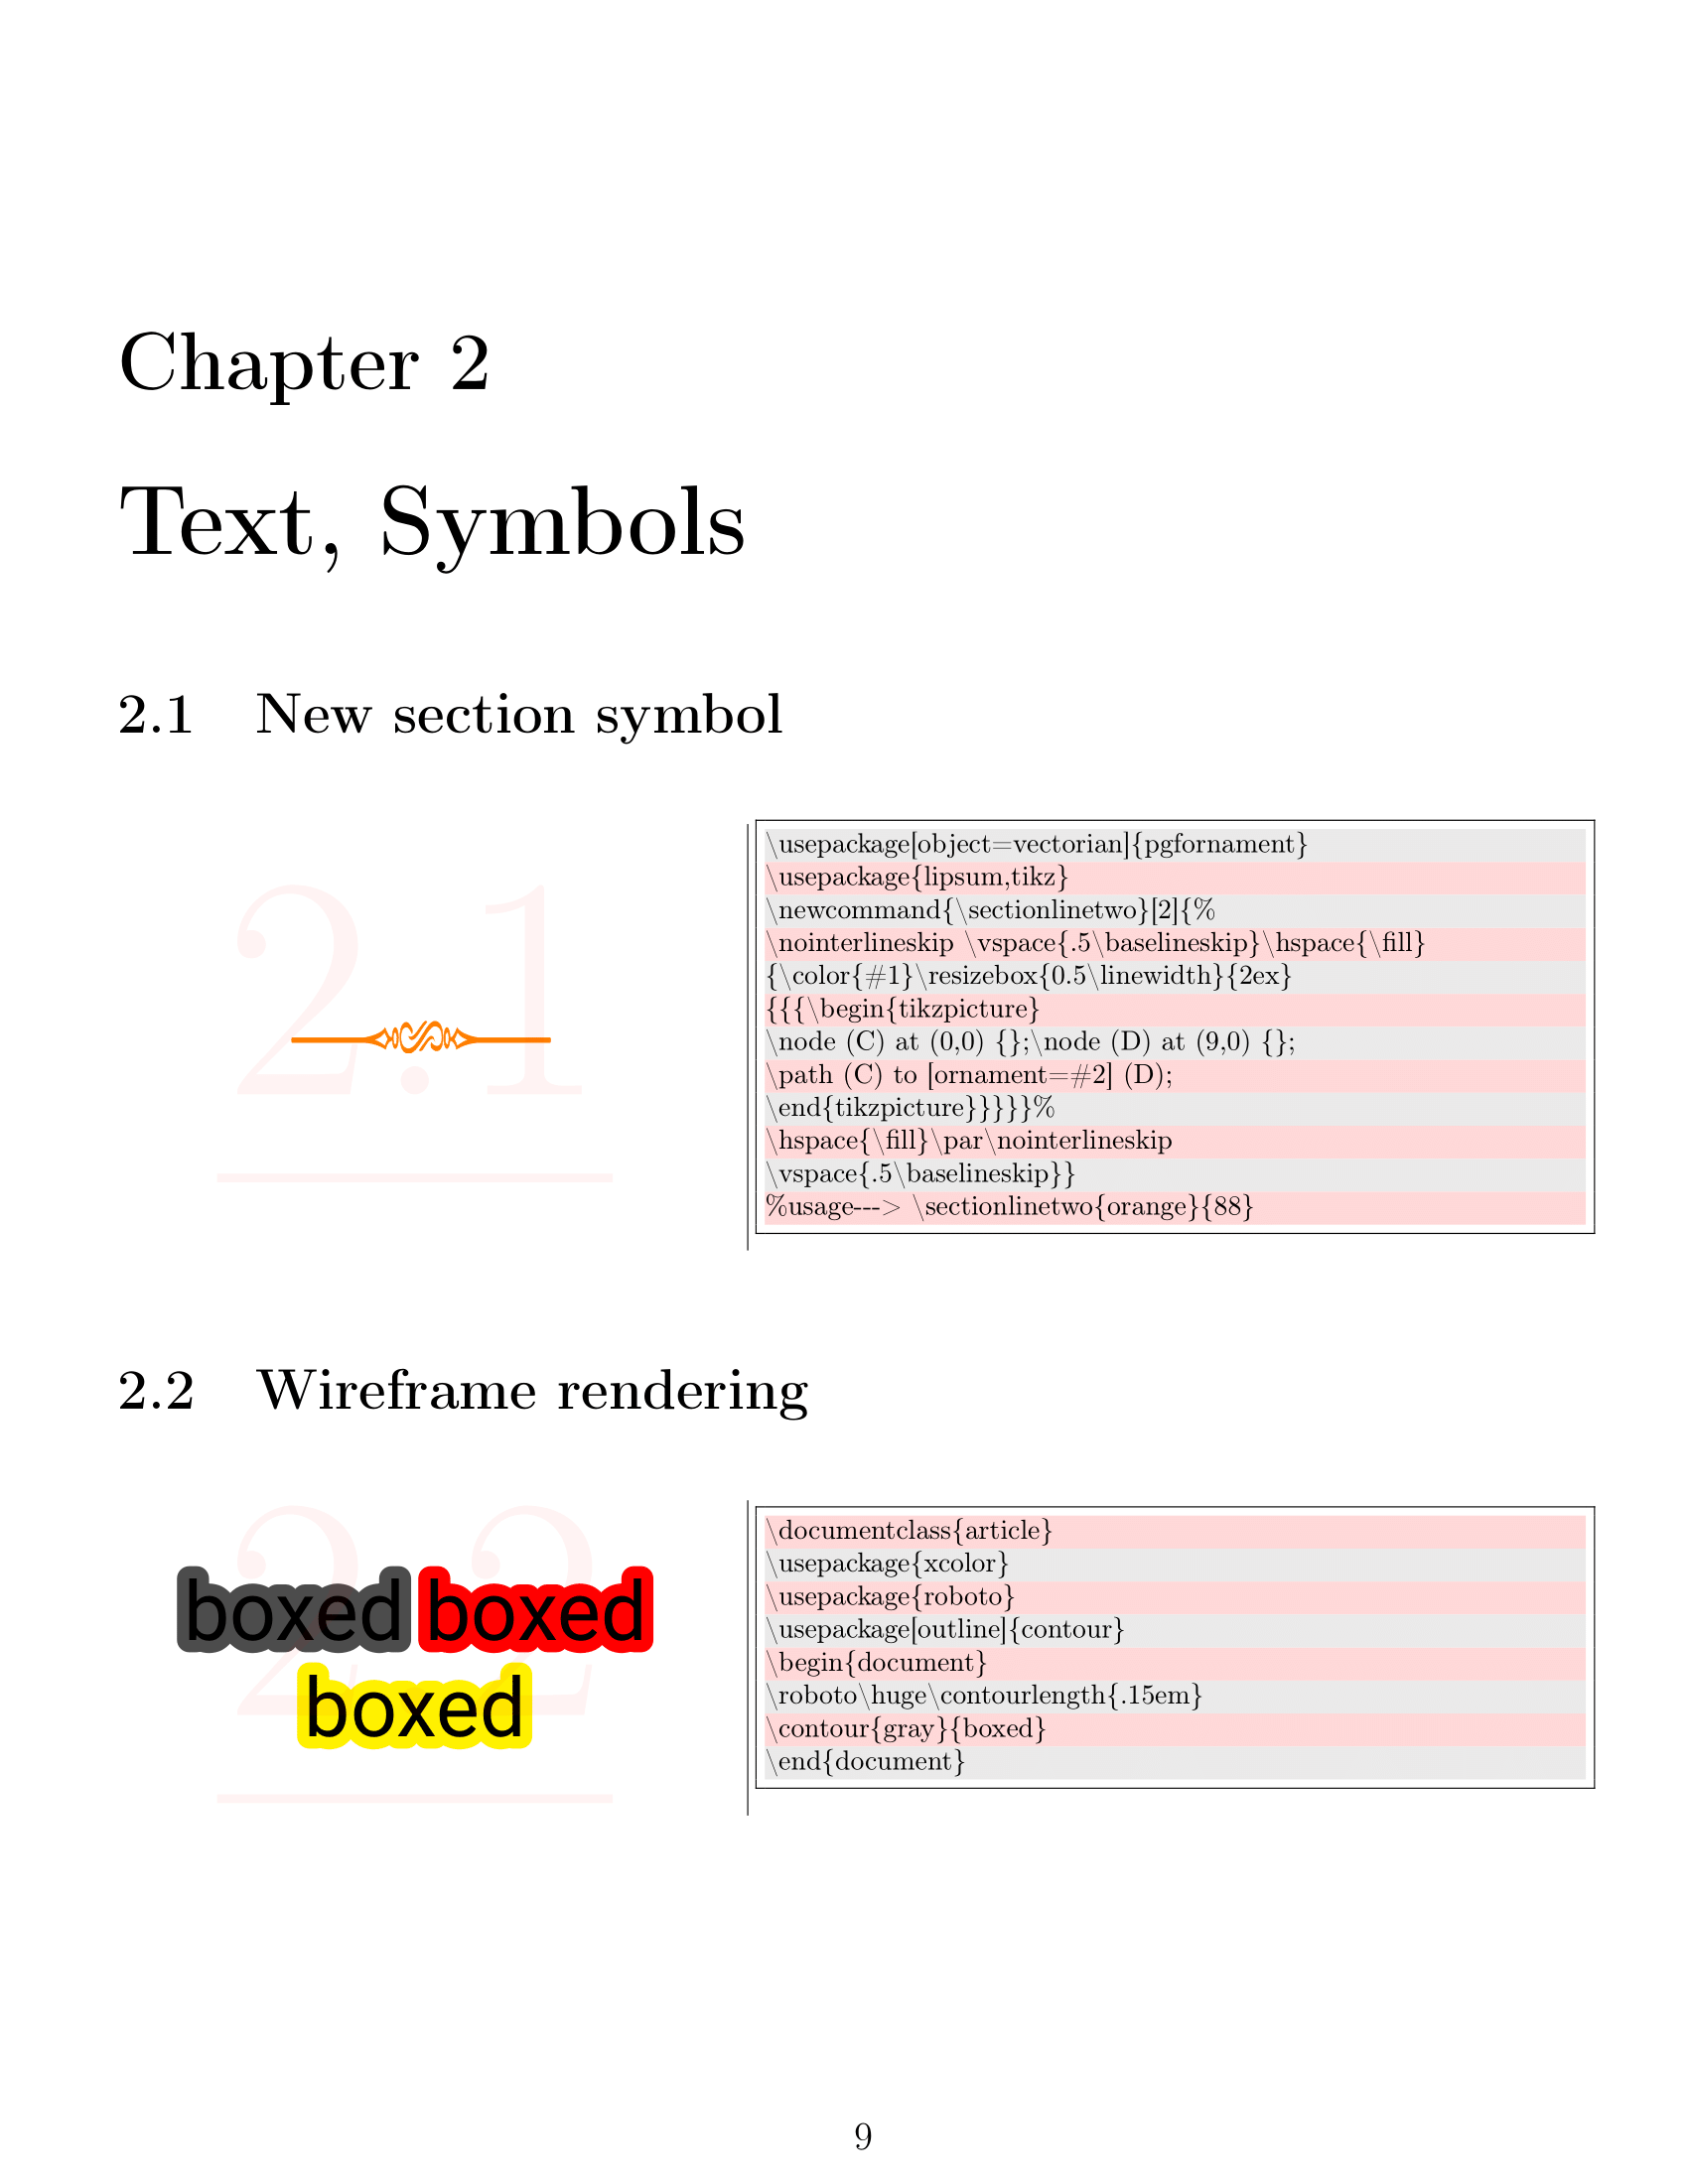 Chapter 2
Text, Symbols
2.1 New section symbol
2.1
\usepackage[object=vectorian]{pgfornament}
\usepackage{lipsum,tikz}
\newcommand{\sectionlinetwo}[2]{%
\nointerlineskip \vspace{.5\baselineskip}\hspace{\fill}
{\color{#1}\resizebox{0.5\linewidth}{2ex}
{{{\begin{tikzpicture}
\node (C) at (0,0) {};\node (D) at (9,0) {};
\path (C) to [ornament=#2] (D);
\end{tikzpicture}}}}}%
\hspace{\fill}\par\nointerlineskip
\vspace{.5\baselineskip}}
%usage---> \sectionlinetwo{orange}{88}
2.2 Wireframe rendering
2.2
boxed boxed
boxed
\documentclass{article}
\usepackage{xcolor}
\usepackage{roboto}
\usepackage[outline]{contour}
\begin{document}
\roboto\huge\contourlength{.15em}
\contour{gray}{boxed}
\end{document}
9